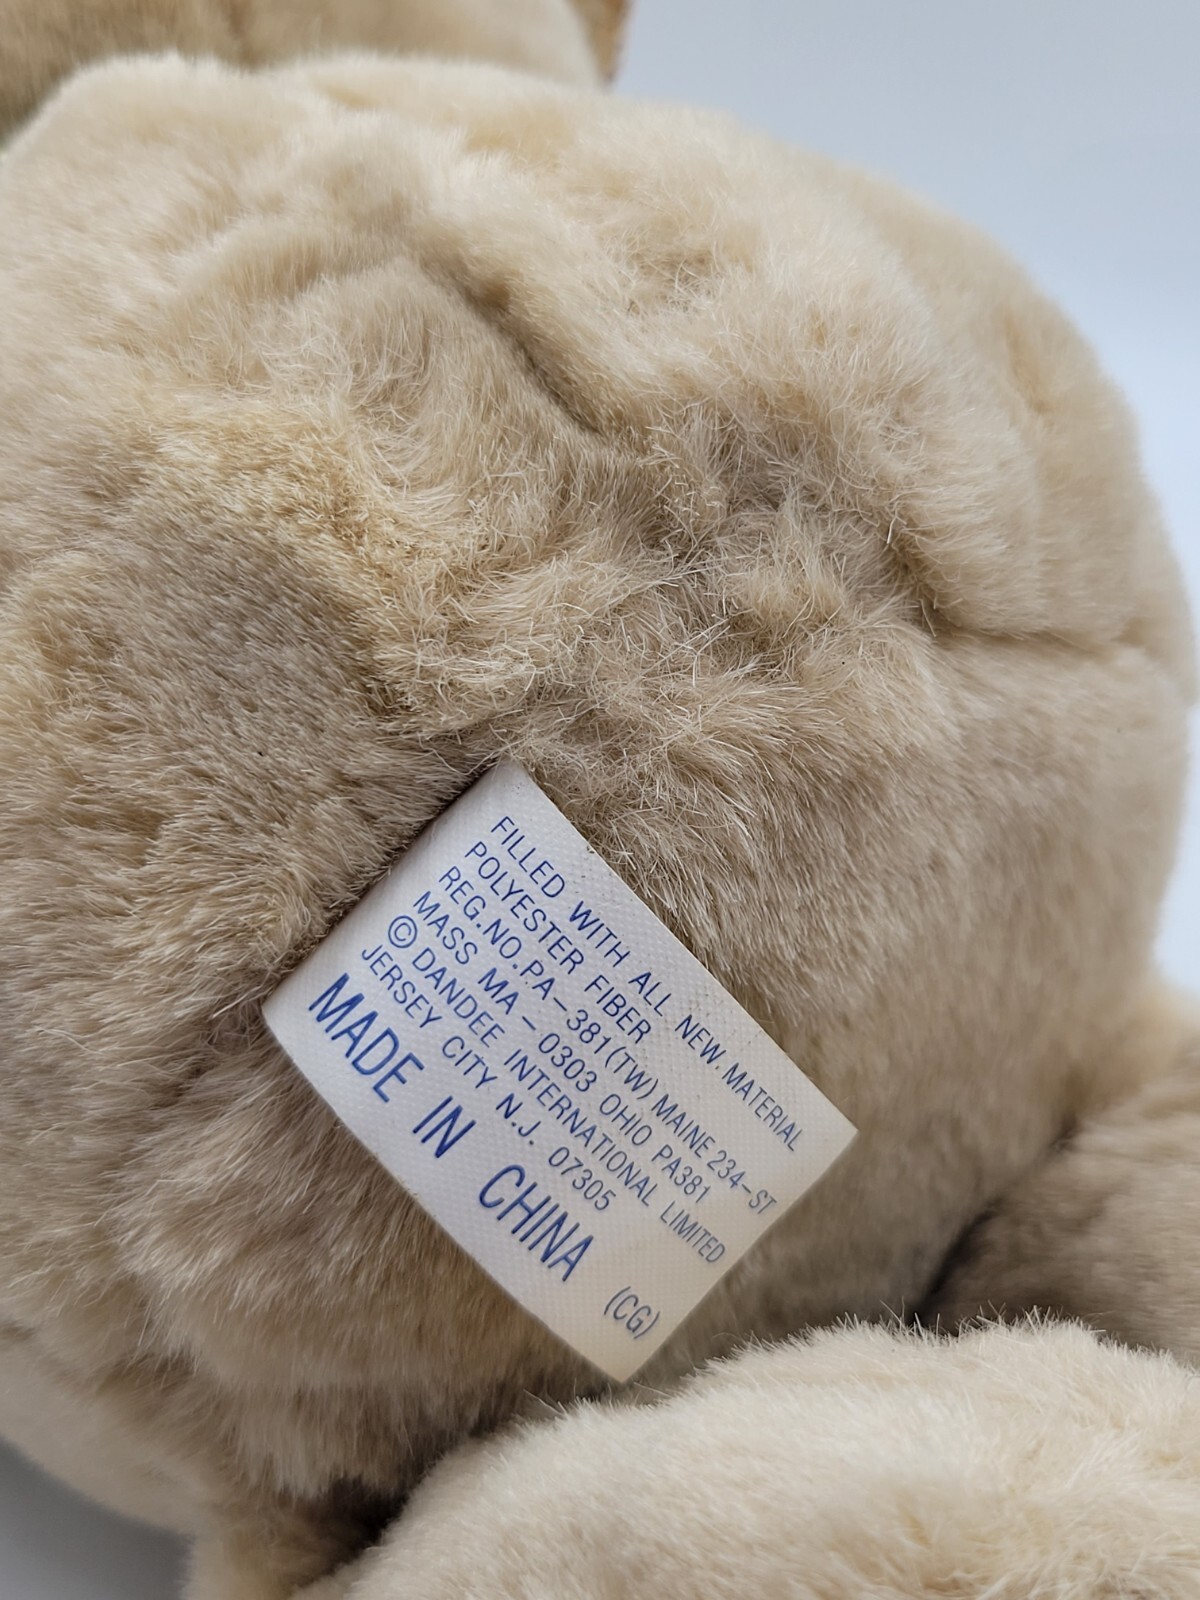 FILLED WITH ALL NEW MATERIAL
POLYESTER FIBER
REG.NO.PA-381(TW) MAINE 234-ST
MASS MA-0303 OHIO PA381
© DANDEE INTERNATIONAL LIMITED
JERSEY CITY N.J. 07305
MADE IN CHINA (CG)